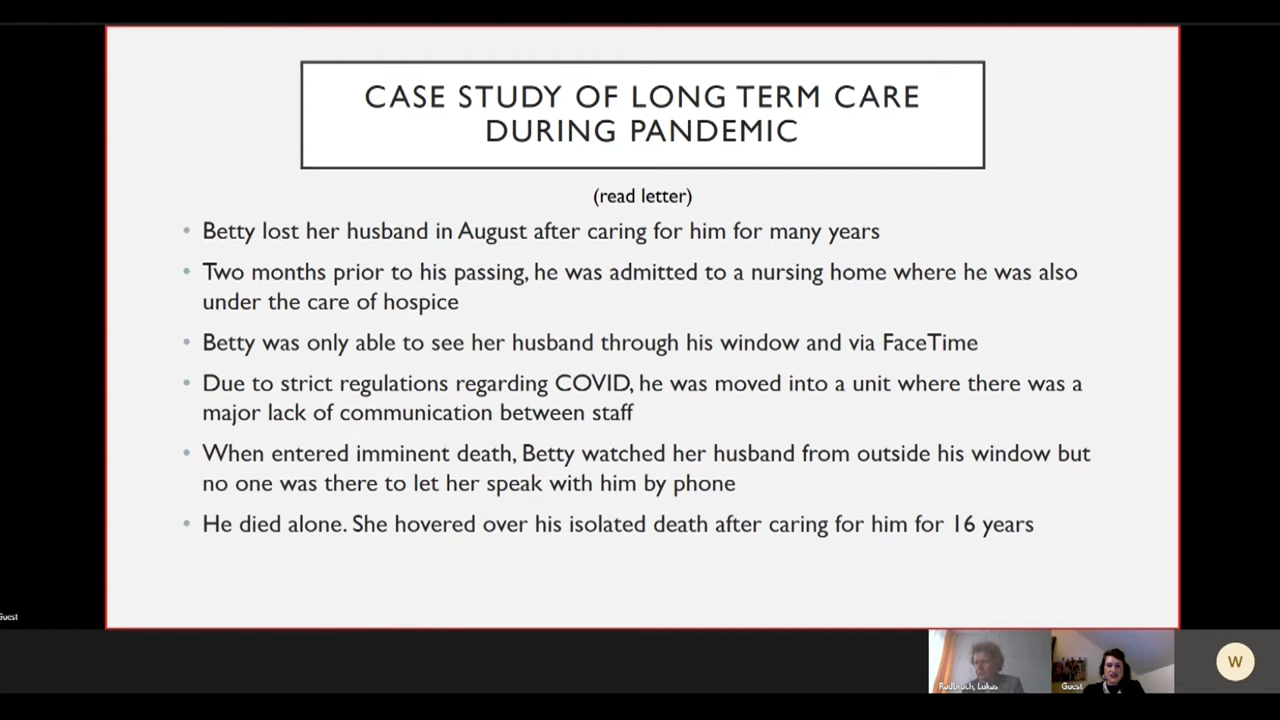 CASE STUDY OF LONG TERM CARE
DURING PANDEMIC
(read letter)
• Betty lost her husband in August after caring for him for many years
• Two months prior to his passing, he was admitted to a nursing home where he was also
under the care of hospice
• Betty was only able to see her husband through his window and via FaceTime
• Due to strict regulations regarding COVID, he was moved into a unit where there was a
major lack of communication between staff
• When entered imminent death, Betty watched her husband from outside his window but
no one was there to let her speak with him by phone
• He died alone. She hovered over his isolated death after caring for him for 16 years
Guest
Radbruch, Lukas
Guest
W